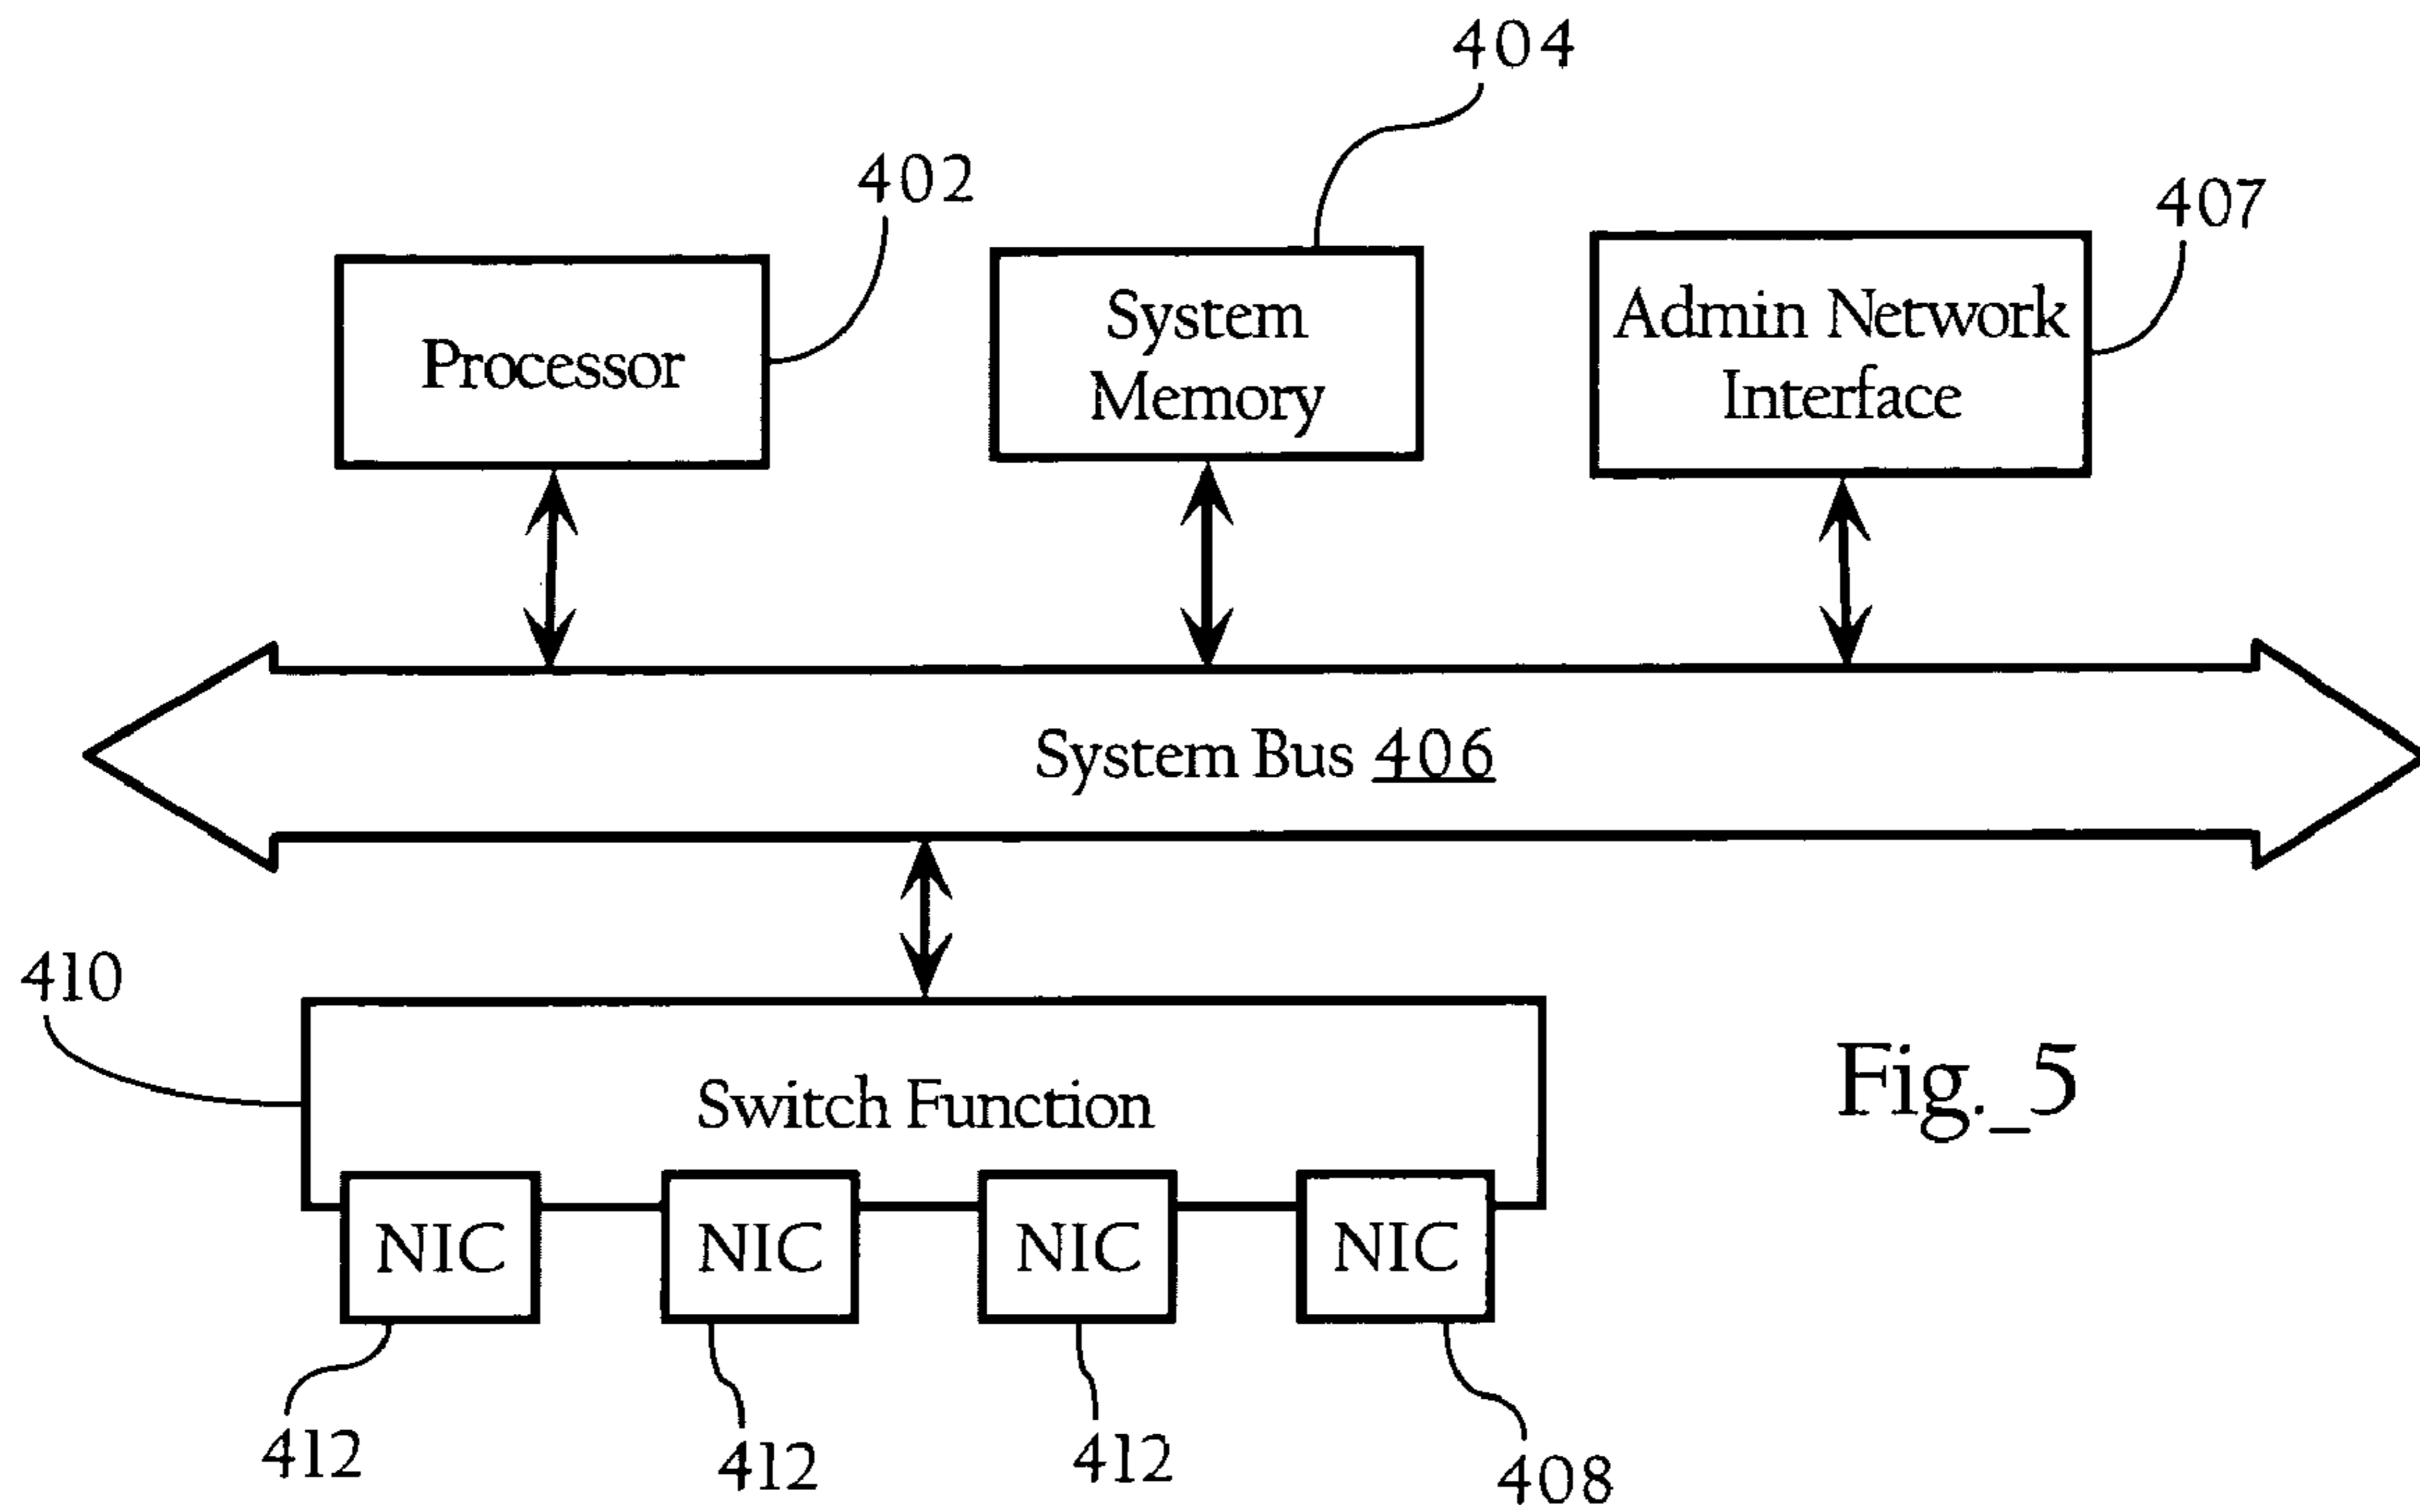 404
402
407
Processor
System
Memory
Admin Network
Interface
System Bus 406
410
Switch Function
Fig._5
NIC
NIC
NIC
NIC
412
412
412
408